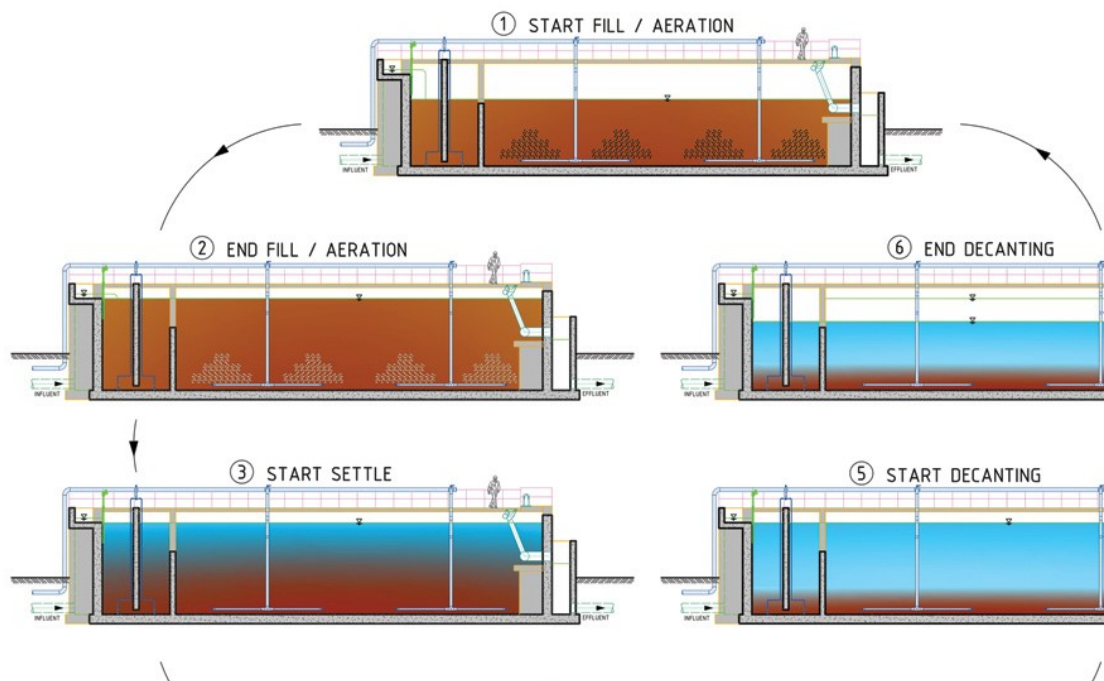 1 START FILL / AERATION
INFLUENT
EFFLUENT
2 END FILL / AERATION
INFLUENT
EFFLUENT
6 END DECANTING
INFLUENT
3 START SETTLE
INFLUENT
EFFLUENT
5 START DECANTING
INFLUENT